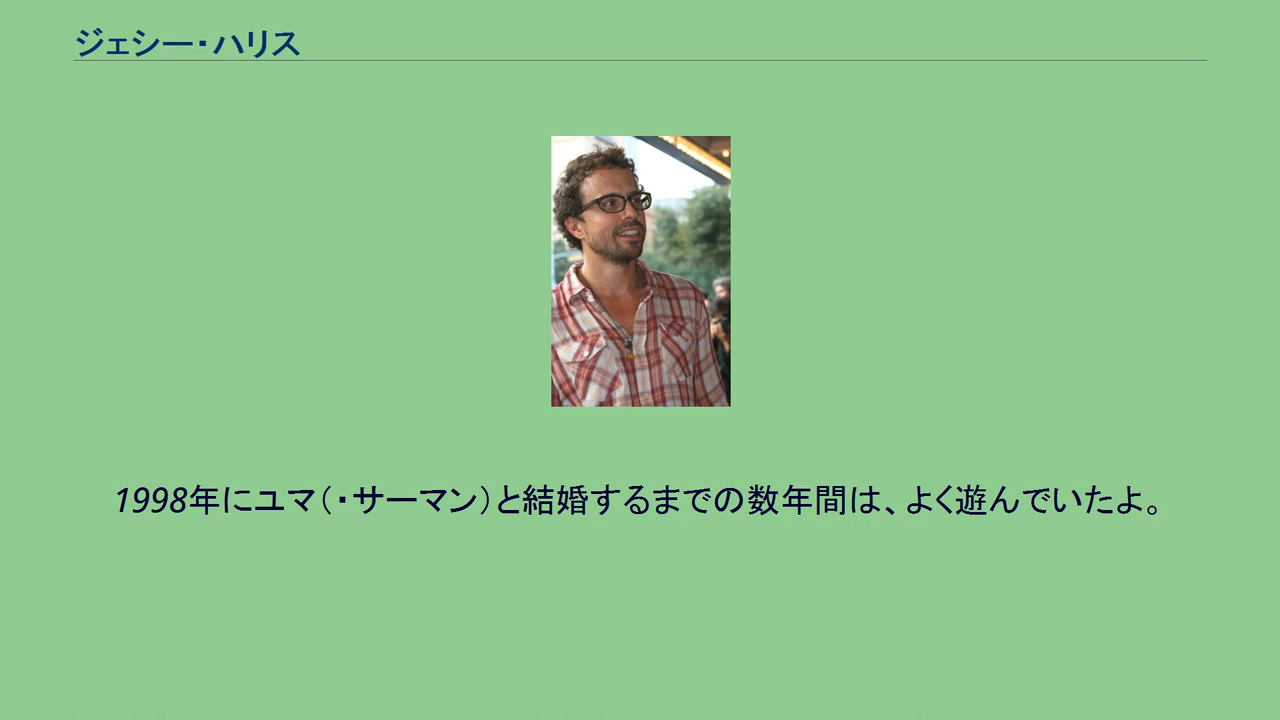 ジェシー・ハリス
1998年にユマ（・サーマン）と結婚するまでの数年間は、よく遊んでいたよ。